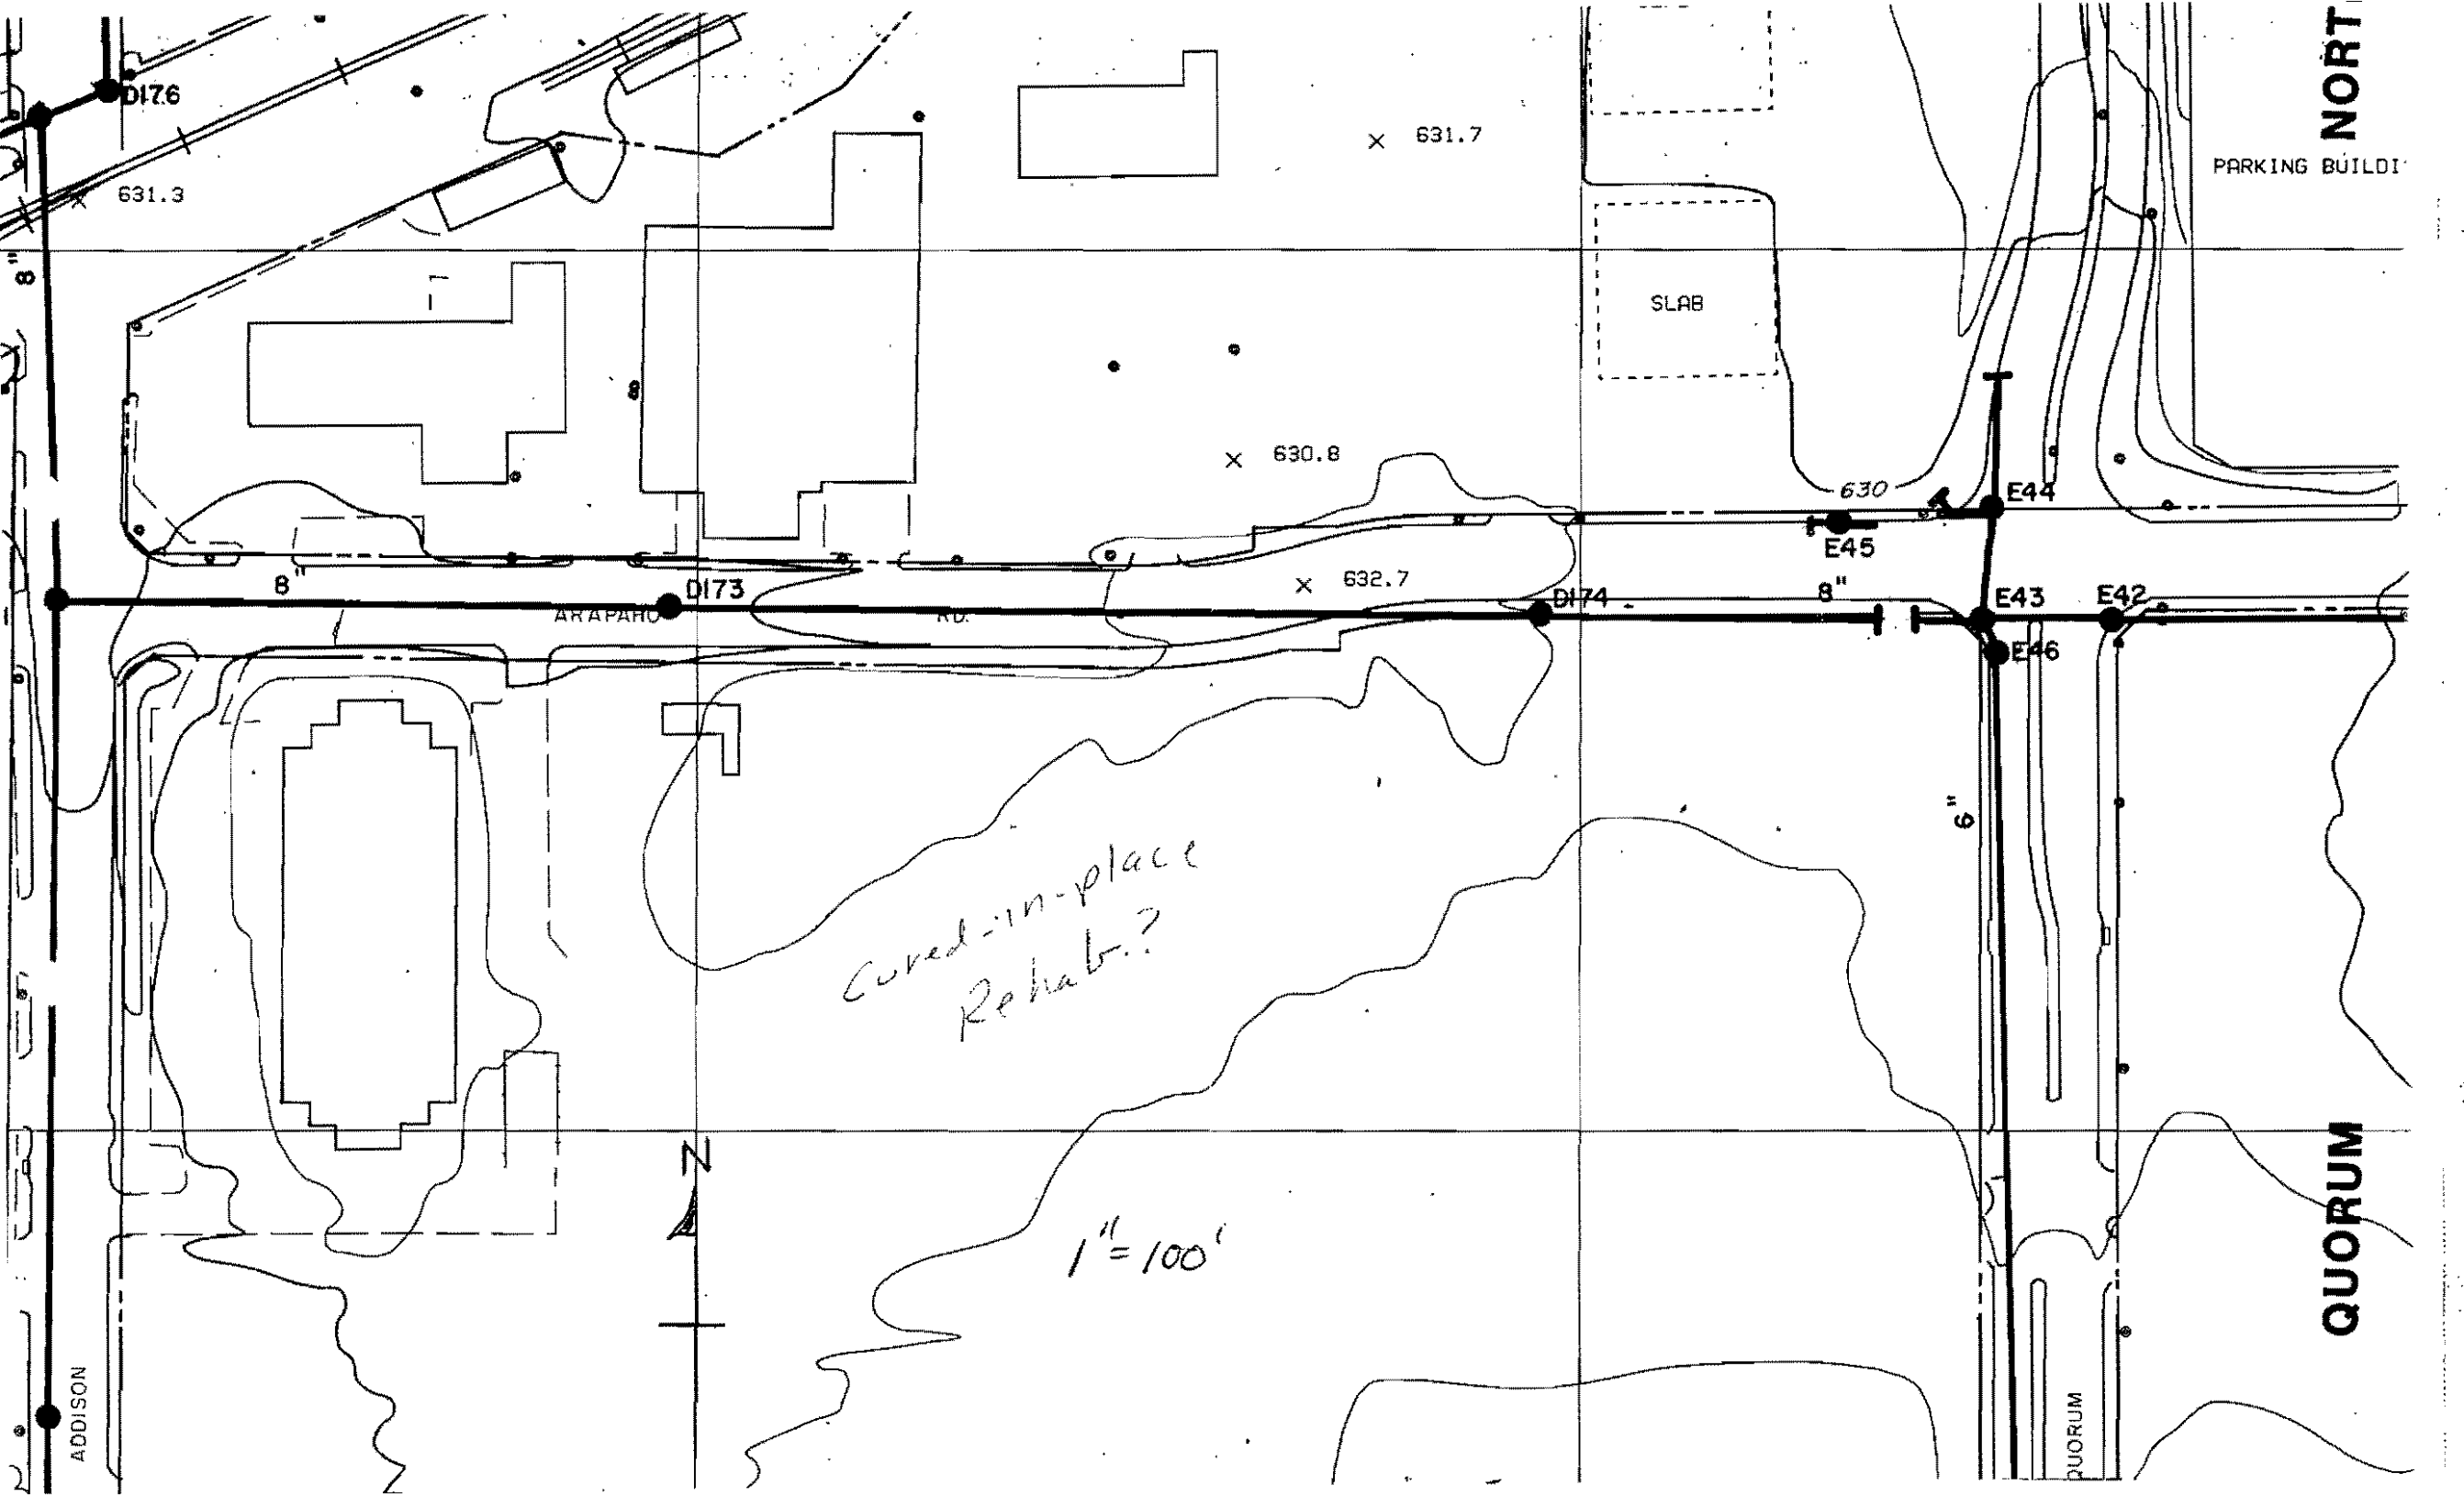 NORT
D176
631.7
PARKING BUILDI
631.3
8"
SLAB
630.8
630
E44
E45
8"
D173
632.7
D174
8"
E43
E42
ARAPAHO RD.
E46
6"
Cured-in-place
Rehab.?
N
1"=100'
QUORUM
ADDISON
QUORUM